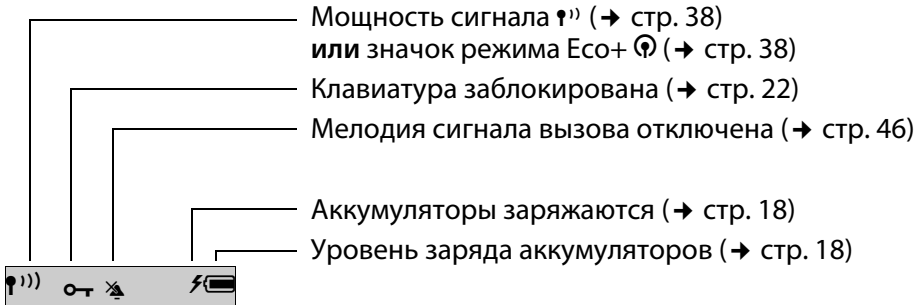 Мощность сигнала (➔ стр. 38)
или значок режима Eco+ (➔ стр. 38)
Клавиатура заблокирована (➔ стр. 22)
Мелодия сигнала вызова отключена (➔ стр. 46)
Аккумуляторы заряжаются (➔ стр. 18)
Уровень заряда аккумуляторов (➔ стр. 18)